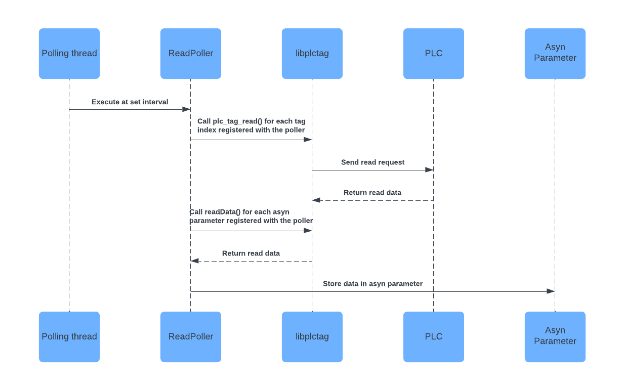 Polling thread
ReadPoller
libplctag
PLC
Asyn
Parameter
Execute at set interval
Call plc_tag_read() for each tag
index registered with the poller
Send read request
Return read data
Call readData() for each asyn
parameter registered with the poller
Return read data
Store data in asyn parameter
Polling thread
ReadPoller
libplctag
PLC
Asyn
Parameter